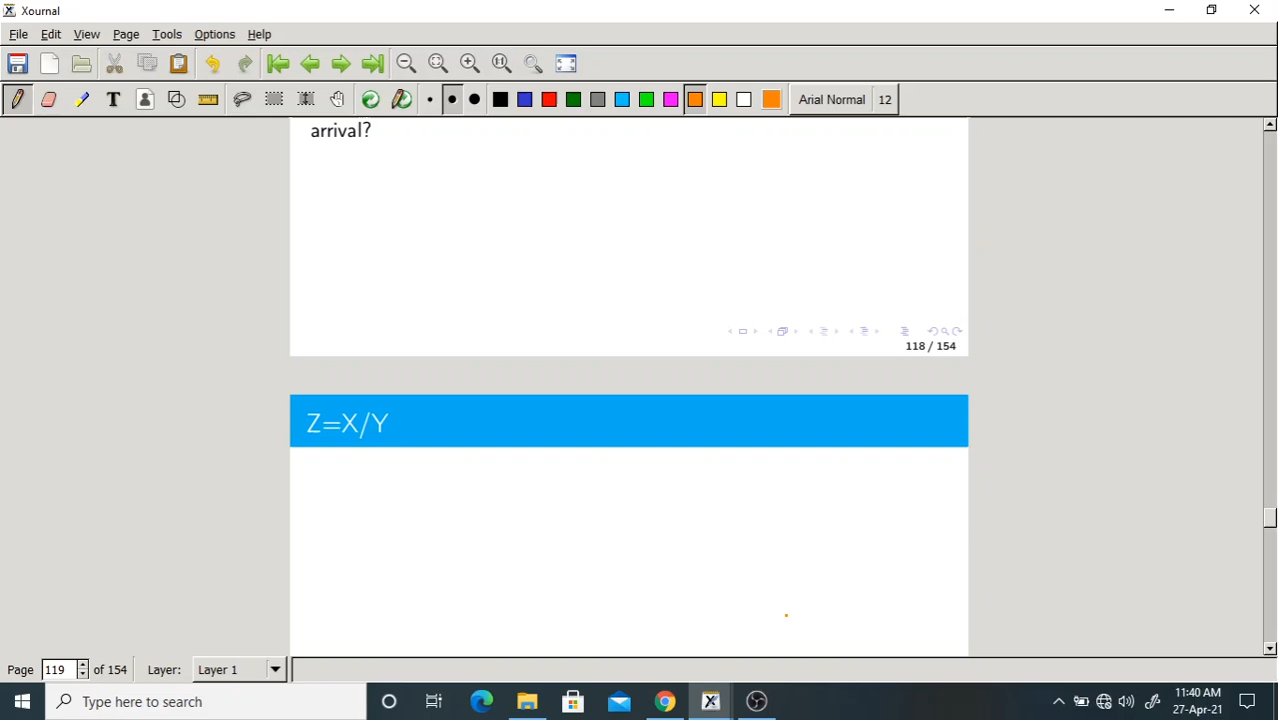 Xournal
File Edit View Page Tools Options Help
T Arial Normal 12
arrival?
118 / 154
Z=X/Y
Page 119 of 154 Layer: Layer 1
Type here to search
11:40 AM
27-Apr-21